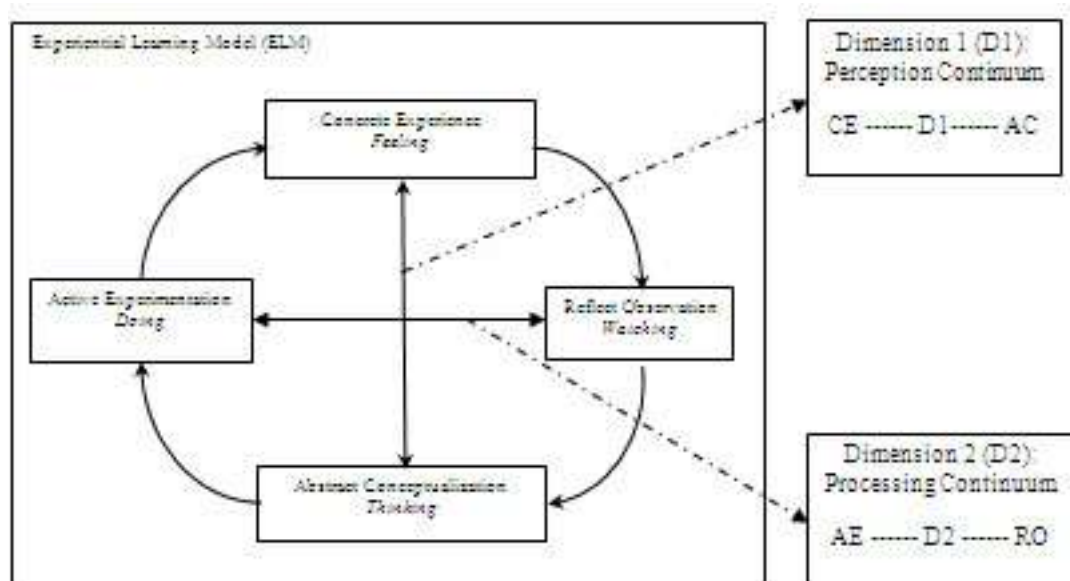 Experiential Learning Model (ELM)
Concrete Experience
Feeling
Active Experimentation
Doing
Reflect Observation
Watching
Abstract Conceptualization
Thinking
Dimension 1 (D1):
Perception Continuum
CE ------ D1------ AC
Dimension 2 (D2):
Processing Continuum
AE ------ D2 ------ RO